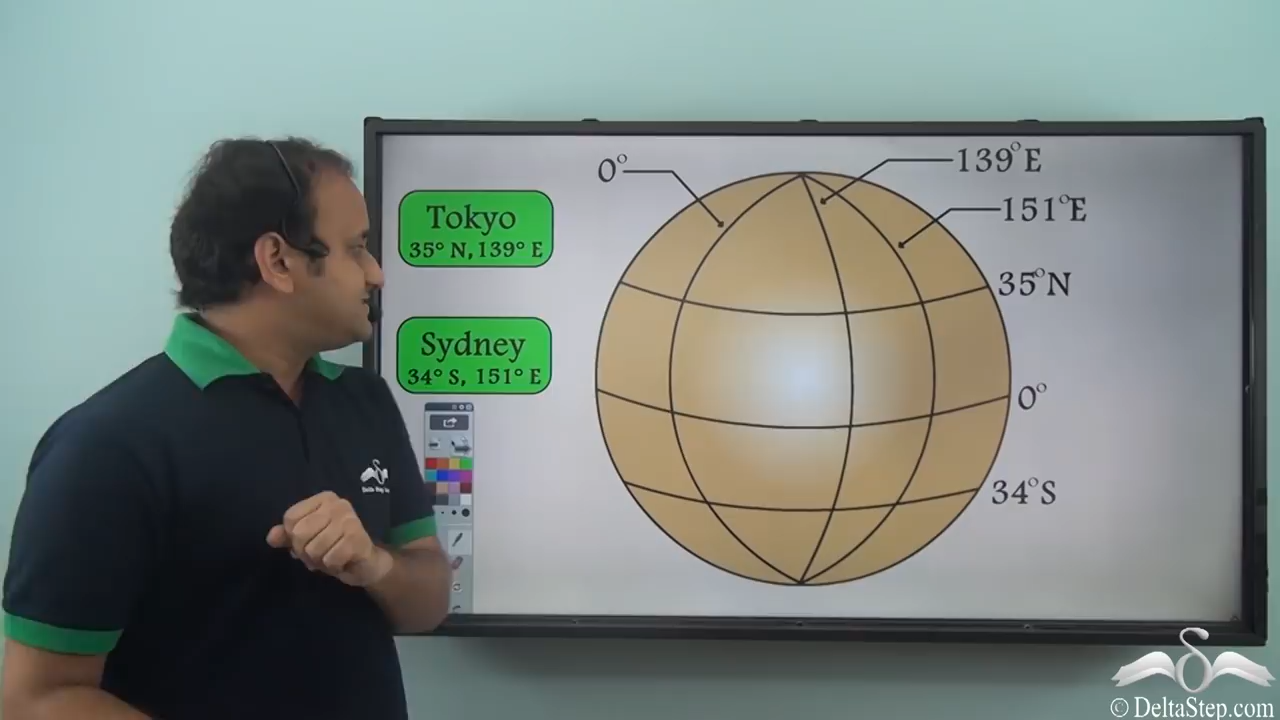 Tokyo
35° N, 139° E
Sydney
34° S, 151° E
0°
139°E
151°E
35°N
0°
34°S
© DeltaStep.com